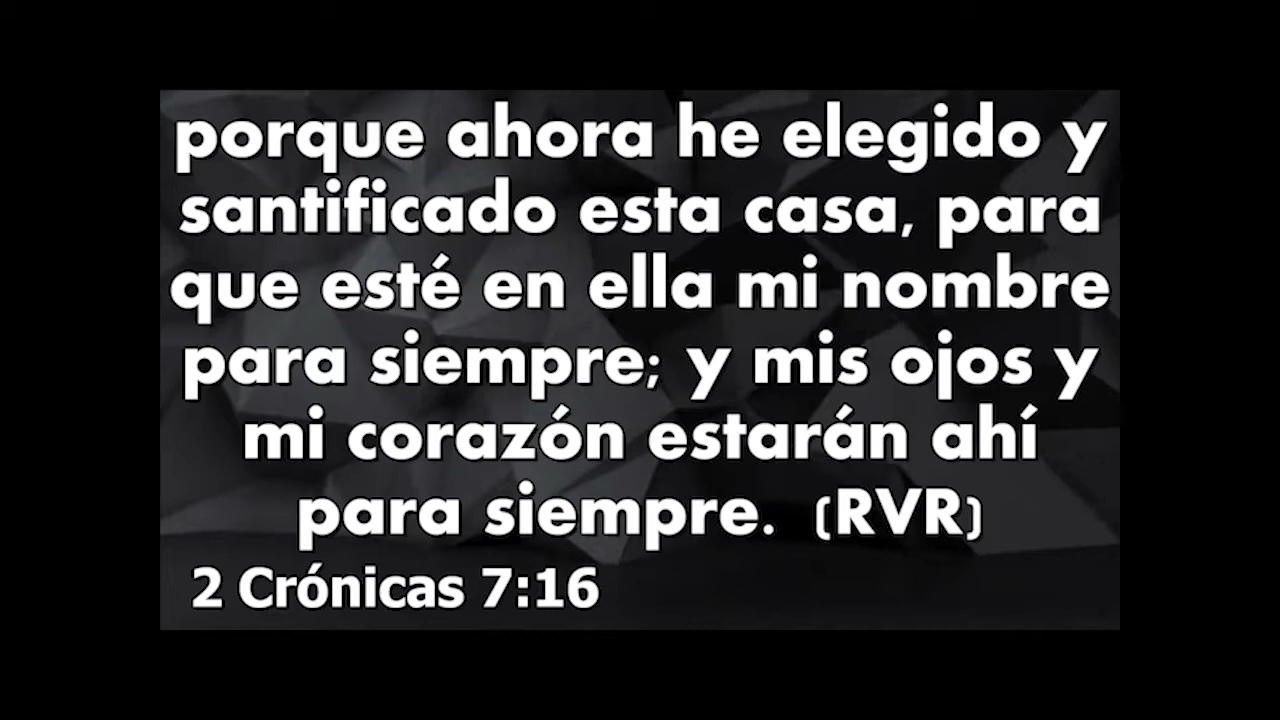 porque ahora he elegido y
santificado esta casa, para
que esté en ella mi nombre
para siempre; y mis ojos y
mi corazón estarán ahí
para siempre. (RVR)
2 Crónicas 7:16